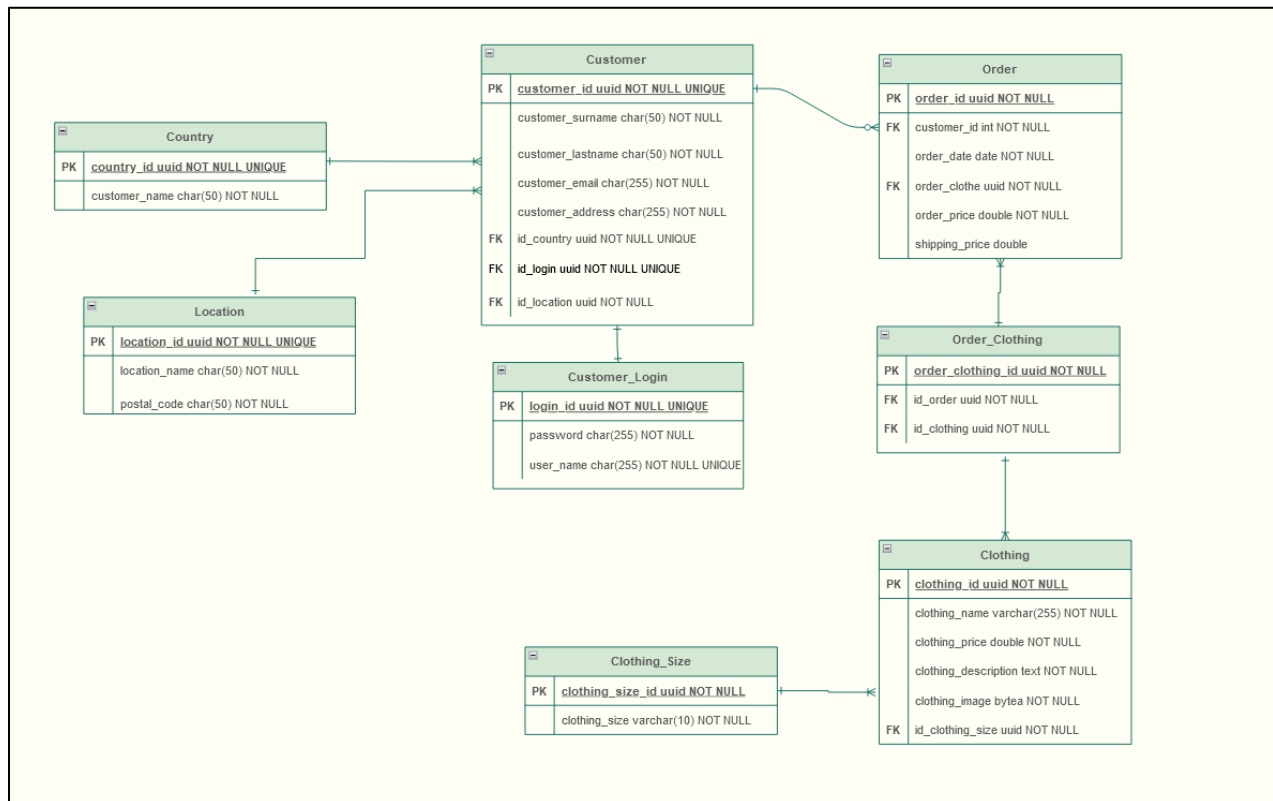 Customer
PK customer_id uuid NOT NULL UNIQUE
customer_surname char(50) NOT NULL
customer_lastname char(50) NOT NULL
customer_email char(255) NOT NULL
customer_address char(255) NOT NULL
FK id_country uuid NOT NULL UNIQUE
FK id_login uuid NOT NULL UNIQUE
FK id_location uuid NOT NULL
Order
PK order_id uuid NOT NULL
FK customer_id int NOT NULL
order_date date NOT NULL
FK order_clothe uuid NOT NULL
order_price double NOT NULL
shipping_price double
Country
PK country_id uuid NOT NULL UNIQUE
customer_name char(50) NOT NULL
Location
PK location_id uuid NOT NULL UNIQUE
location_name char(50) NOT NULL
postal_code char(50) NOT NULL
Customer_Login
PK login_id uuid NOT NULL UNIQUE
password char(255) NOT NULL
user_name char(255) NOT NULL UNIQUE
Order_Clothing
PK order_clothing_id uuid NOT NULL
FK id_order uuid NOT NULL
FK id_clothing uuid NOT NULL
Clothing
PK clothing_id uuid NOT NULL
clothing_name varchar(255) NOT NULL
clothing_price double NOT NULL
clothing_description text NOT NULL
clothing_image bytea NOT NULL
FK id_clothing_size uuid NOT NULL
Clothing_Size
PK clothing_size_id uuid NOT NULL
clothing_size varchar(10) NOT NULL